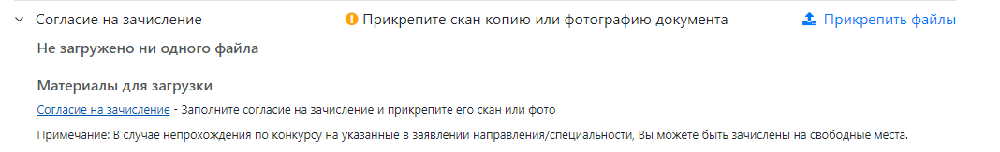 Согласие на зачисление Прикрепите скан копию или фотографию документа Прикрепить файлы
Не загружено ни одного файла
Материалы для загрузки
Согласие на зачисление - Заполните согласие на зачисление и прикрепите его скан или фото
Примечание: В случае непрохождения по конкурсу на указанные в заявлении направления/специальности, Вы можете быть зачислены на свободные места.